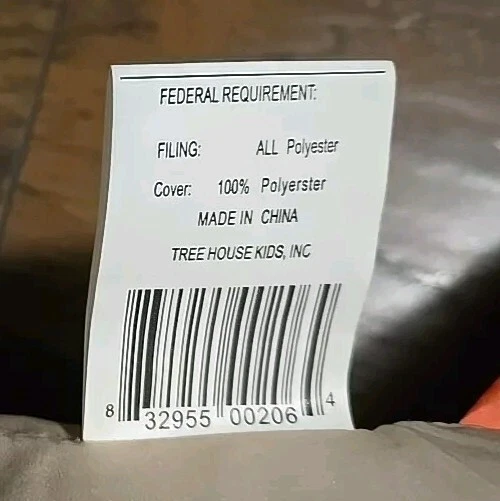 FEDERAL REQUIREMENT:
FILING: ALL Polyester
Cover: 100% Polyerster
MADE IN CHINA
TREE HOUSE KIDS, INC
8 32955 00206 4